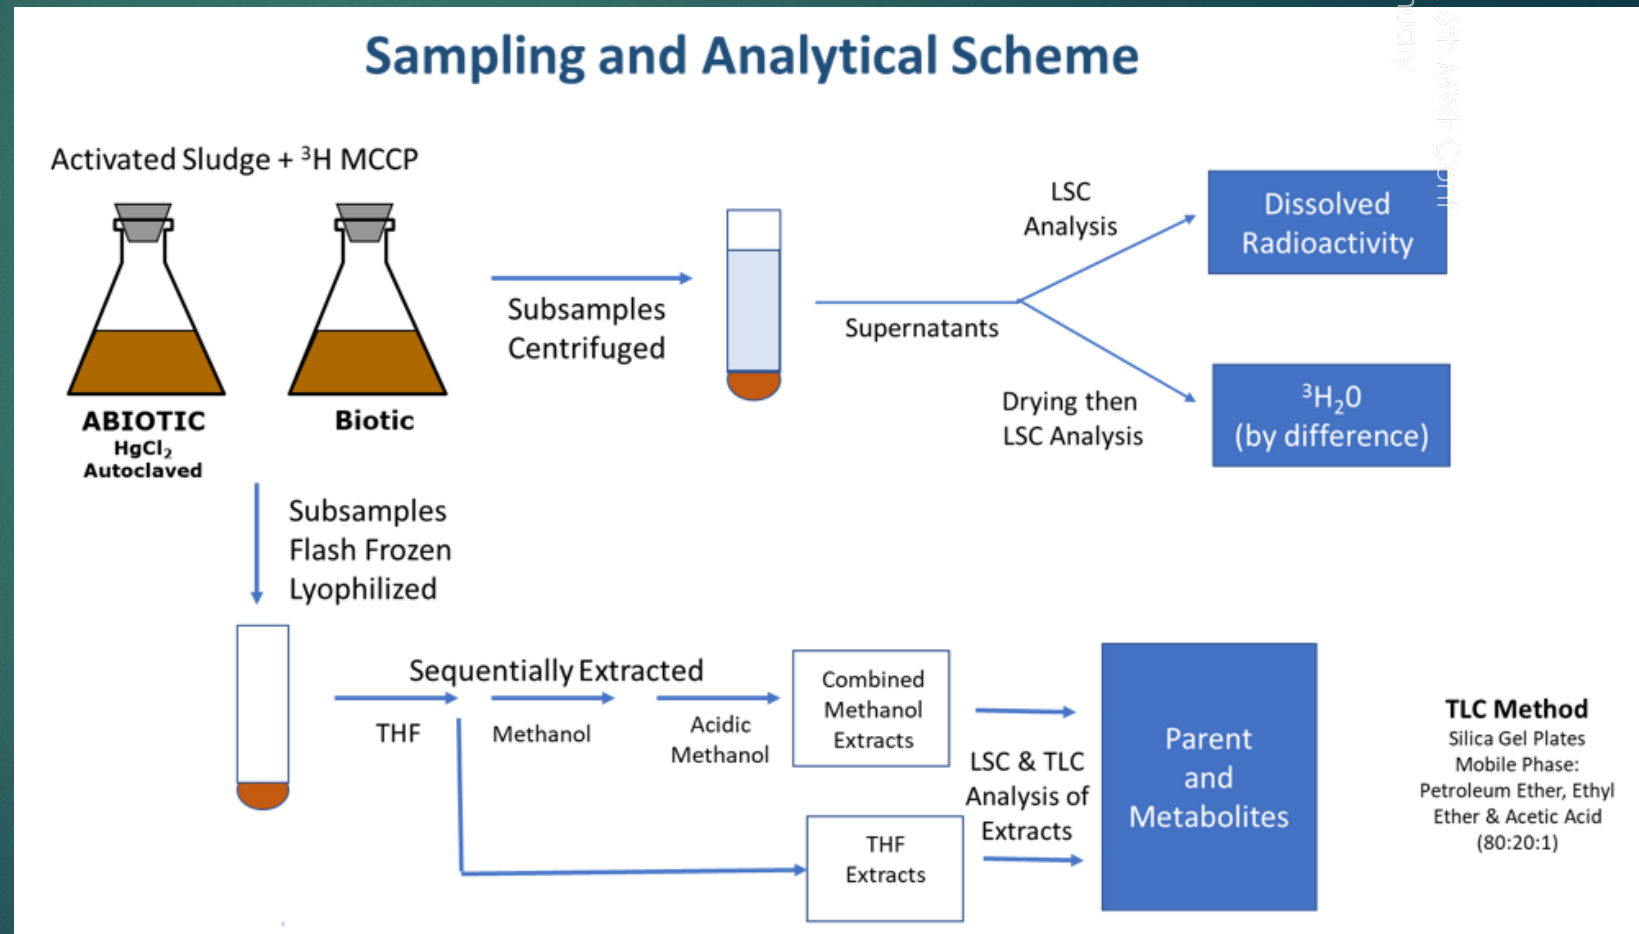 Sampling and Analytical Scheme
Activated Sludge + ³H MCCP
ABIOTIC
HgCl₂
Autoclaved
Biotic
Subsamples
Centrifuged
Supernatants
LSC
Analysis
Dissolved
Radioactivity
Drying then
LSC Analysis
³H₂0
(by difference)
Subsamples
Flash Frozen
Lyophilized
Sequentially Extracted
THF
Methanol
Acidic
Methanol
Combined
Methanol
Extracts
THF
Extracts
LSC & TLC
Analysis of
Extracts
Parent
and
Metabolites
TLC Method
Silica Gel Plates
Mobile Phase:
Petroleum Ether, Ethyl
Ether & Acetic Acid
(80:20:1)
6th MWF Conf